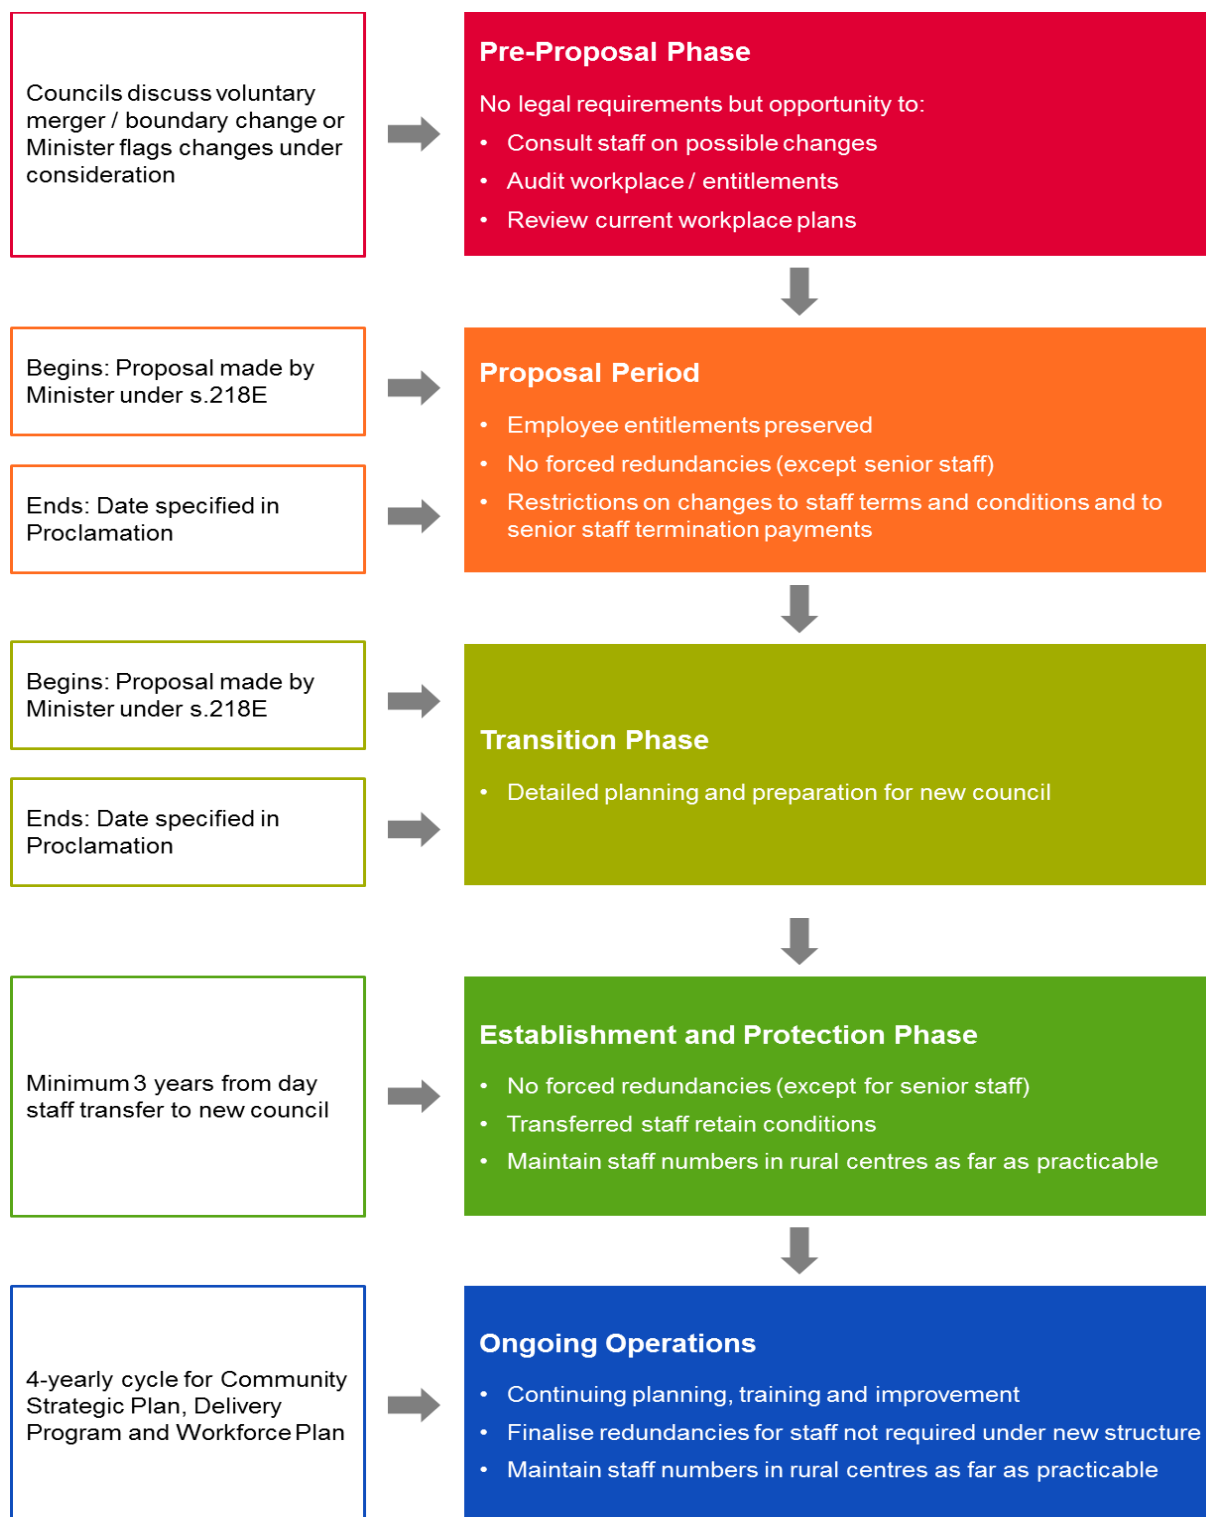 Councils discuss voluntary
merger / boundary change or
Minister flags changes under
consideration
Pre-Proposal Phase
No legal requirements but opportunity to:
• Consult staff on possible changes
• Audit workplace / entitlements
• Review current workplace plans
Begins: Proposal made by
Minister under s.218E
Ends: Date specified in
Proclamation
Proposal Period
• Employee entitlements preserved
• No forced redundancies (except senior staff)
• Restrictions on changes to staff terms and conditions and to
senior staff termination payments
Begins: Proposal made by
Minister under s.218E
Ends: Date specified in
Proclamation
Transition Phase
• Detailed planning and preparation for new council
Minimum 3 years from day
staff transfer to new council
Establishment and Protection Phase
• No forced redundancies (except for senior staff)
• Transferred staff retain conditions
• Maintain staff numbers in rural centres as far as practicable
4-yearly cycle for Community
Strategic Plan, Delivery
Program and Workforce Plan
Ongoing Operations
• Continuing planning, training and improvement
• Finalise redundancies for staff not required under new structure
• Maintain staff numbers in rural centres as far as practicable